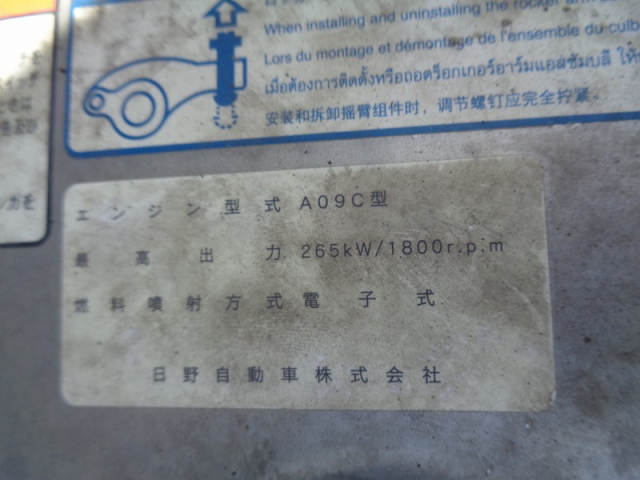 When installing and uninstalling the rocker arm
Lors du montage et démontage de l'ensemble du culb
เมื่อต้องการติดตั้งหรือถอดร็อกเกอร์อาร์มแอสซัมบลี ให้
安装和拆卸摇臂组件时，调节螺钉应完全拧紧。
エンジン型式 A09C型
最高出力 265kW/1800r.p.m
燃料噴射方式 電子式
日野自動車株式会社